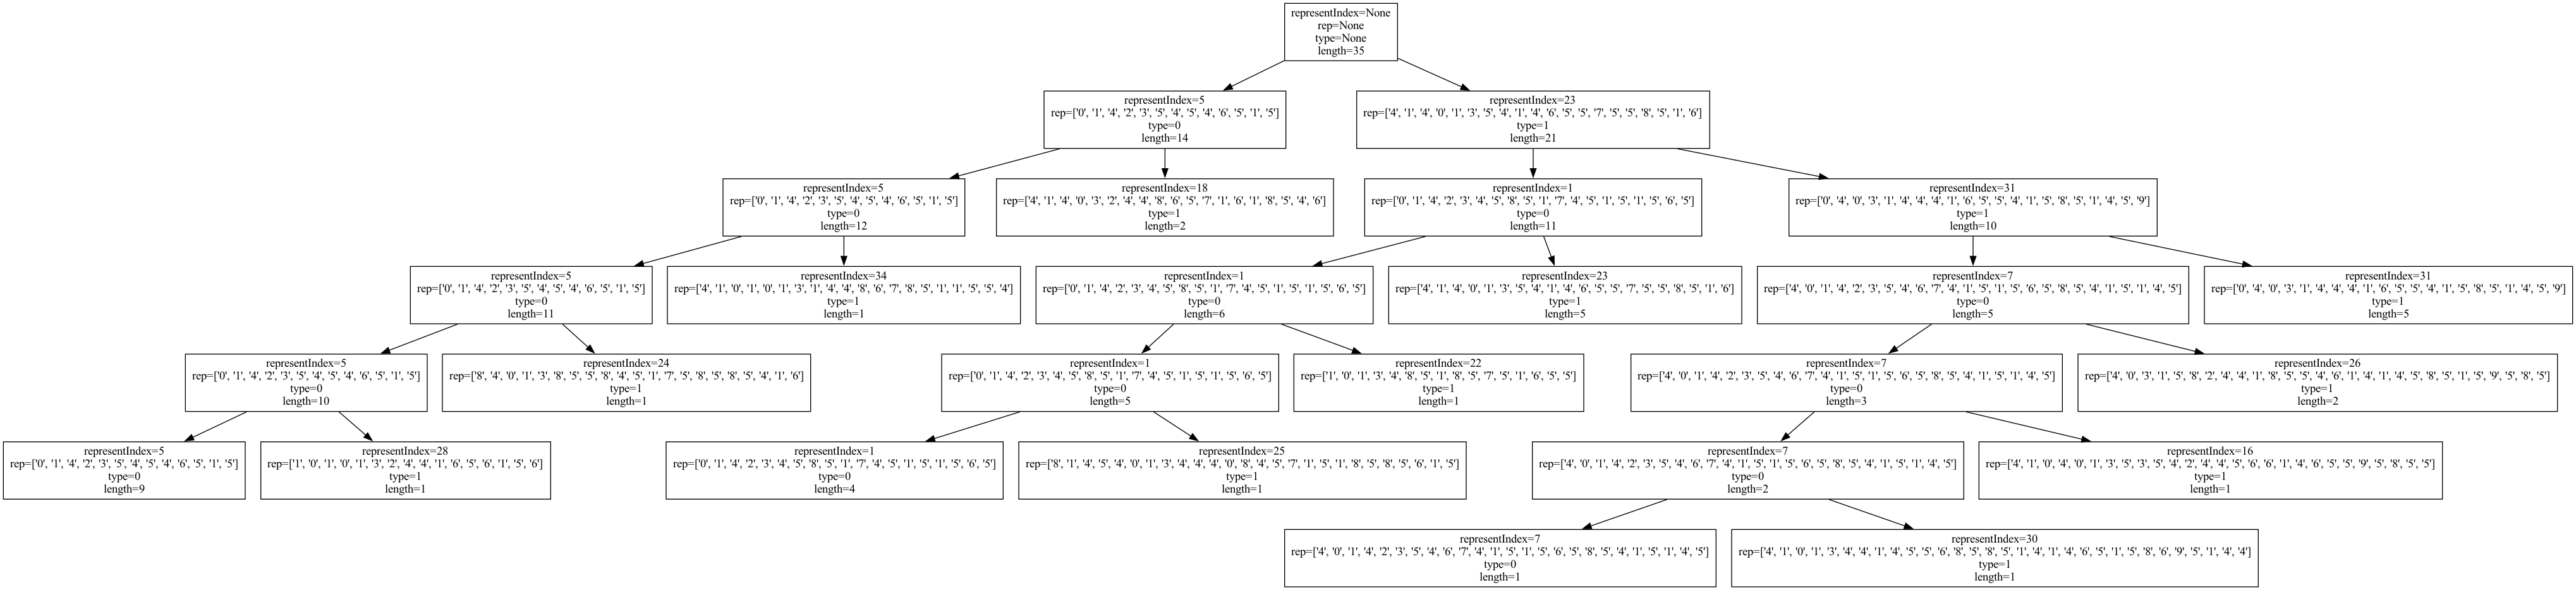 representIndex=None
rep=None
type=None
length=35
representIndex=5
rep=['0', '1', '4', '2', '3', '5', '4', '5', '4', '6', '5', '1', '5']
type=0
length=14
representIndex=23
rep=['4', '1', '4', '0', '1', '3', '5', '4', '1', '4', '6', '5', '5', '7', '5', '5', '8', '5', '1', '6']
type=1
length=21
representIndex=5
rep=['0', '1', '4', '2', '3', '5', '4', '5', '4', '6', '5', '1', '5']
type=0
length=12
representIndex=18
rep=['4', '1', '4', '0', '3', '2', '4', '4', '8', '6', '5', '7', '1', '6', '1', '8', '5', '4', '6']
type=1
length=2
representIndex=1
rep=['0', '1', '4', '2', '3', '4', '5', '8', '5', '1', '7', '4', '5', '1', '5', '1', '5', '6', '5']
type=0
length=11
representIndex=31
rep=['0', '4', '0', '3', '1', '4', '4', '4', '1', '6', '5', '5', '4', '1', '5', '8', '5', '1', '4', '5', '9']
type=1
length=10
representIndex=5
rep=['0', '1', '4', '2', '3', '5', '4', '5', '4', '6', '5', '1', '5']
type=0
length=11
representIndex=34
rep=['4', '1', '0', '1', '0', '1', '3', '1', '4', '4', '8', '6', '7', '8', '5', '1', '1', '5', '5', '4']
type=1
length=1
representIndex=1
rep=['0', '1', '4', '2', '3', '4', '5', '8', '5', '1', '7', '4', '5', '1', '5', '1', '5', '6', '5']
type=0
length=6
representIndex=23
rep=['4', '1', '4', '0', '1', '3', '5', '4', '1', '4', '6', '5', '5', '7', '5', '5', '8', '5', '1', '6']
type=1
length=5
representIndex=7
rep=['4', '0', '1', '4', '2', '3', '5', '4', '6', '7', '4', '1', '5', '1', '5', '6', '5', '8', '5', '4', '1', '5', '1', '4', '5']
type=0
length=5
representIndex=31
rep=['0', '4', '0', '3', '1', '4', '4', '4', '1', '6', '5', '5', '4', '1', '5', '8', '5', '1', '4', '5', '9']
type=1
length=5
representIndex=5
rep=['0', '1', '4', '2', '3', '5', '4', '5', '4', '6', '5', '1', '5']
type=0
length=10
representIndex=24
rep=['8', '4', '0', '1', '3', '8', '5', '5', '8', '4', '5', '1', '7', '5', '8', '5', '8', '5', '4', '1', '6']
type=1
length=1
representIndex=1
rep=['0', '1', '4', '2', '3', '4', '5', '8', '5', '1', '7', '4', '5', '1', '5', '1', '5', '6', '5']
type=0
length=5
representIndex=22
rep=['1', '0', '1', '3', '4', '8', '5', '1', '8', '5', '7', '5', '1', '6', '5', '5']
type=1
length=1
representIndex=7
rep=['4', '0', '1', '4', '2', '3', '5', '4', '6', '7', '4', '1', '5', '1', '5', '6', '5', '8', '5', '4', '1', '5', '1', '4', '5']
type=0
length=3
representIndex=26
rep=['4', '0', '3', '1', '5', '8', '2', '4', '4', '1', '8', '5', '5', '4', '6', '1', '4', '1', '4', '5', '8', '5', '1', '5', '9', '5', '8', '5']
type=1
length=2
representIndex=5
rep=['0', '1', '4', '2', '3', '5', '4', '5', '4', '6', '5', '1', '5']
type=0
length=9
representIndex=28
rep=['1', '0', '1', '0', '1', '3', '2', '4', '4', '1', '6', '5', '6', '1', '5', '6']
type=1
length=1
representIndex=1
rep=['0', '1', '4', '2', '3', '4', '5', '8', '5', '1', '7', '4', '5', '1', '5', '1', '5', '6', '5']
type=0
length=4
representIndex=25
rep=['8', '1', '4', '5', '4', '0', '1', '3', '4', '4', '4', '0', '8', '4', '5', '7', '1', '5', '1', '8', '5', '8', '5', '6', '1', '5']
type=1
length=1
representIndex=7
rep=['4', '0', '1', '4', '2', '3', '5', '4', '6', '7', '4', '1', '5', '1', '5', '6', '5', '8', '5', '4', '1', '5', '1', '4', '5']
type=0
length=2
representIndex=16
rep=['4', '1', '0', '4', '0', '1', '3', '5', '3', '5', '4', '2', '4', '4', '5', '6', '6', '1', '4', '6', '5', '5', '9', '5', '8', '5', '5']
type=1
length=1
representIndex=7
rep=['4', '0', '1', '4', '2', '3', '5', '4', '6', '7', '4', '1', '5', '1', '5', '6', '5', '8', '5', '4', '1', '5', '1', '4', '5']
type=0
length=1
representIndex=30
rep=['4', '1', '0', '1', '3', '4', '4', '1', '4', '5', '5', '6', '8', '5', '8', '5', '1', '4', '1', '4', '6', '5', '1', '5', '8', '6', '9', '5', '1', '4', '4']
type=1
length=1